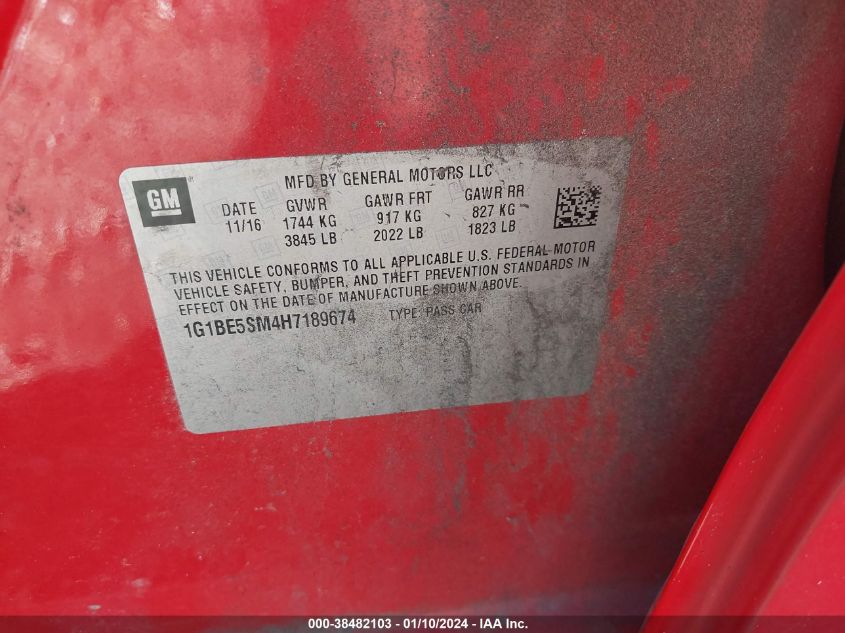 GM
MFD BY GENERAL MOTORS LLC
DATE GVWR GAWR FRT GAWR RR
11/16 1744 KG 917 KG 827 KG
3845 LB 2022 LB 1823 LB
THIS VEHICLE CONFORMS TO ALL APPLICABLE U.S. FEDERAL MOTOR
VEHICLE SAFETY, BUMPER, AND THEFT PREVENTION STANDARDS IN
EFFECT ON THE DATE OF MANUFACTURE SHOWN ABOVE.
1G1BE5SM4H7189674 TYPE: PASS CAR
000-38482103 - 01/10/2024 - IAA Inc.